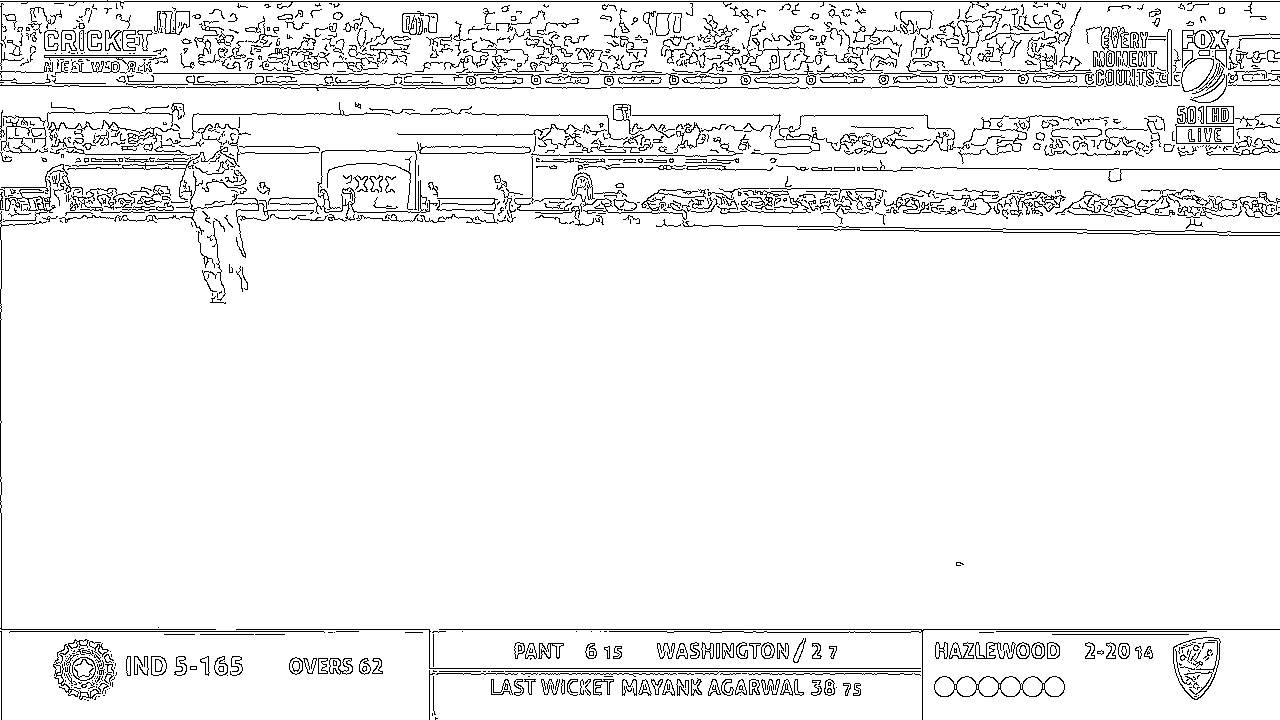 CRICKET
NETWORK
EVERY
MOMENT
COUNTS
FOX
501 HD
LIVE
XXXX
IND 5-165 OVERS 62
PANT 6 15 WASHINGTON 2 7
LAST WICKET MAYANK AGARWAL 38 75
HAZLEWOOD 2-20 14